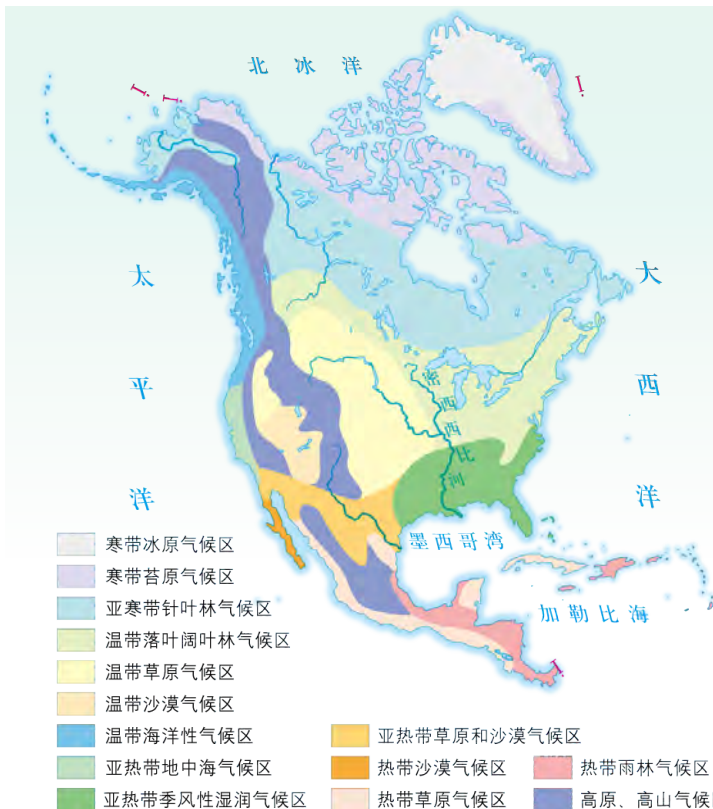 北冰洋
太平洋
大西洋
密西西比河
墨西哥湾
加勒比海
寒带冰原气候区
寒带苔原气候区
亚寒带针叶林气候区
温带落叶阔叶林气候区
温带草原气候区
温带沙漠气候区
温带海洋性气候区
亚热带草原和沙漠气候区
亚热带地中海气候区
热带沙漠气候区
热带雨林气候区
亚热带季风性湿润气候区
热带草原气候区
高原、高山气候